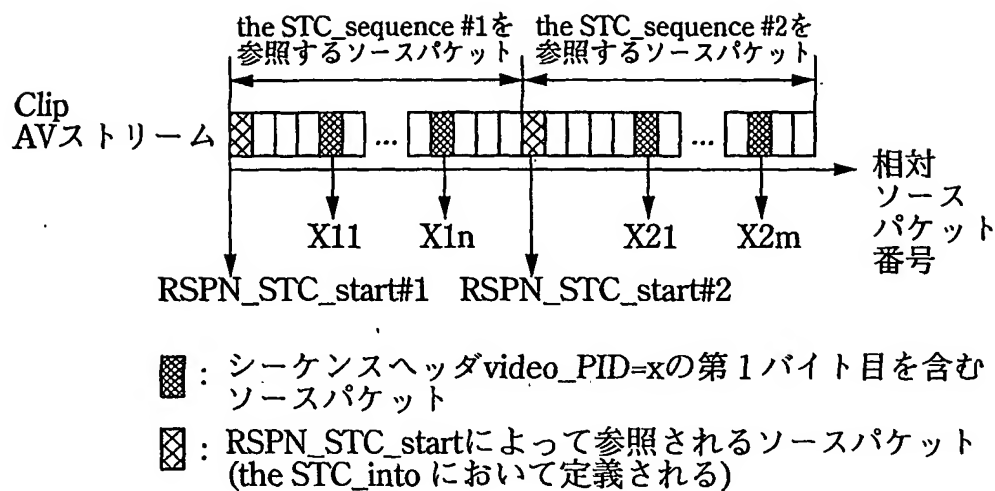 the STC_sequence #1を
参照するソースパケット
the STC_sequence #2を
参照するソースパケット
Clip
AVストリーム
...
...
相対
ソース
パケット
番号
X11
X1n
X21
X2m
RSPN_STC_start#1
RSPN_STC_start#2
: シーケンスヘッダvideo_PID=xの第1バイト目を含む
ソースパケット
: RSPN_STC_startによって参照されるソースパケット
(the STC_into において定義される)